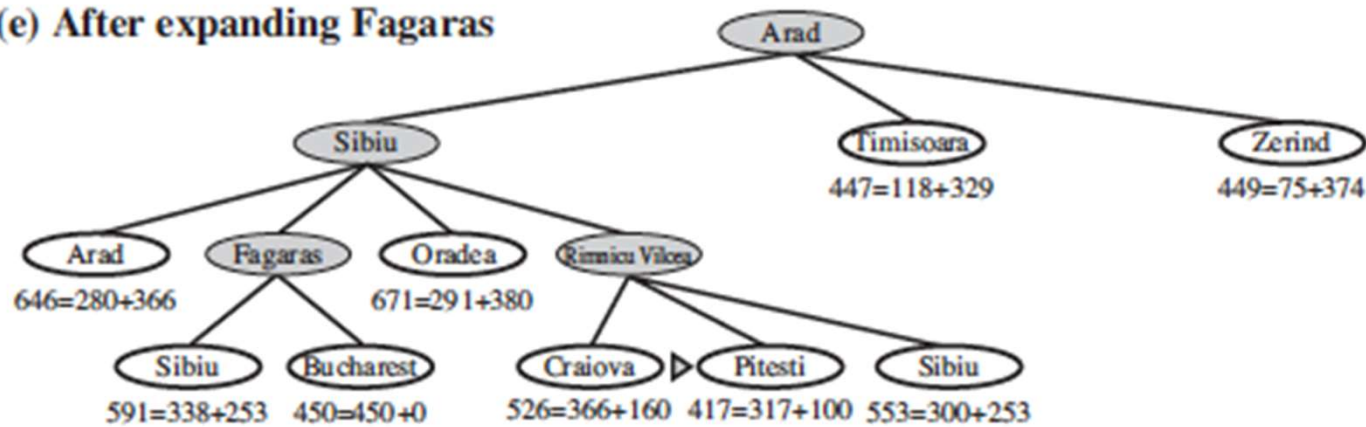 (e) After expanding Fagaras
Arad
Sibiu
Timisoara
Zerind
447=118+329
449=75+374
Arad
Fagaras
Oradea
Rimnicu Vilcea
646=280+366
671=291+380
Sibiu
Bucharest
Craiova
Pitesti
Sibiu
591=338+253
450=450+0
526=366+160
417=317+100
553=300+253